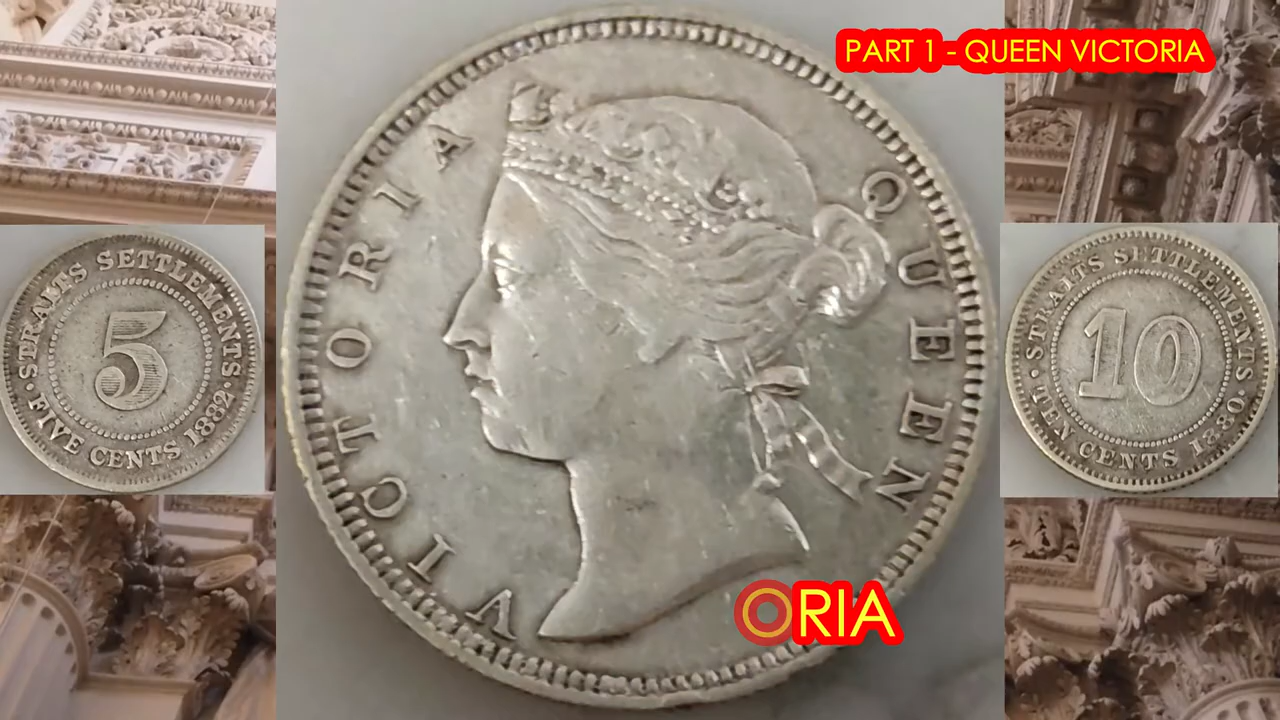 PART 1 - QUEEN VICTORIA
VICTORIA QUEEN
STRAITS SETTLEMENTS
5
FIVE CENTS 1882
STRAITS SETTLEMENTS
10
TEN CENTS 1880
ORIA